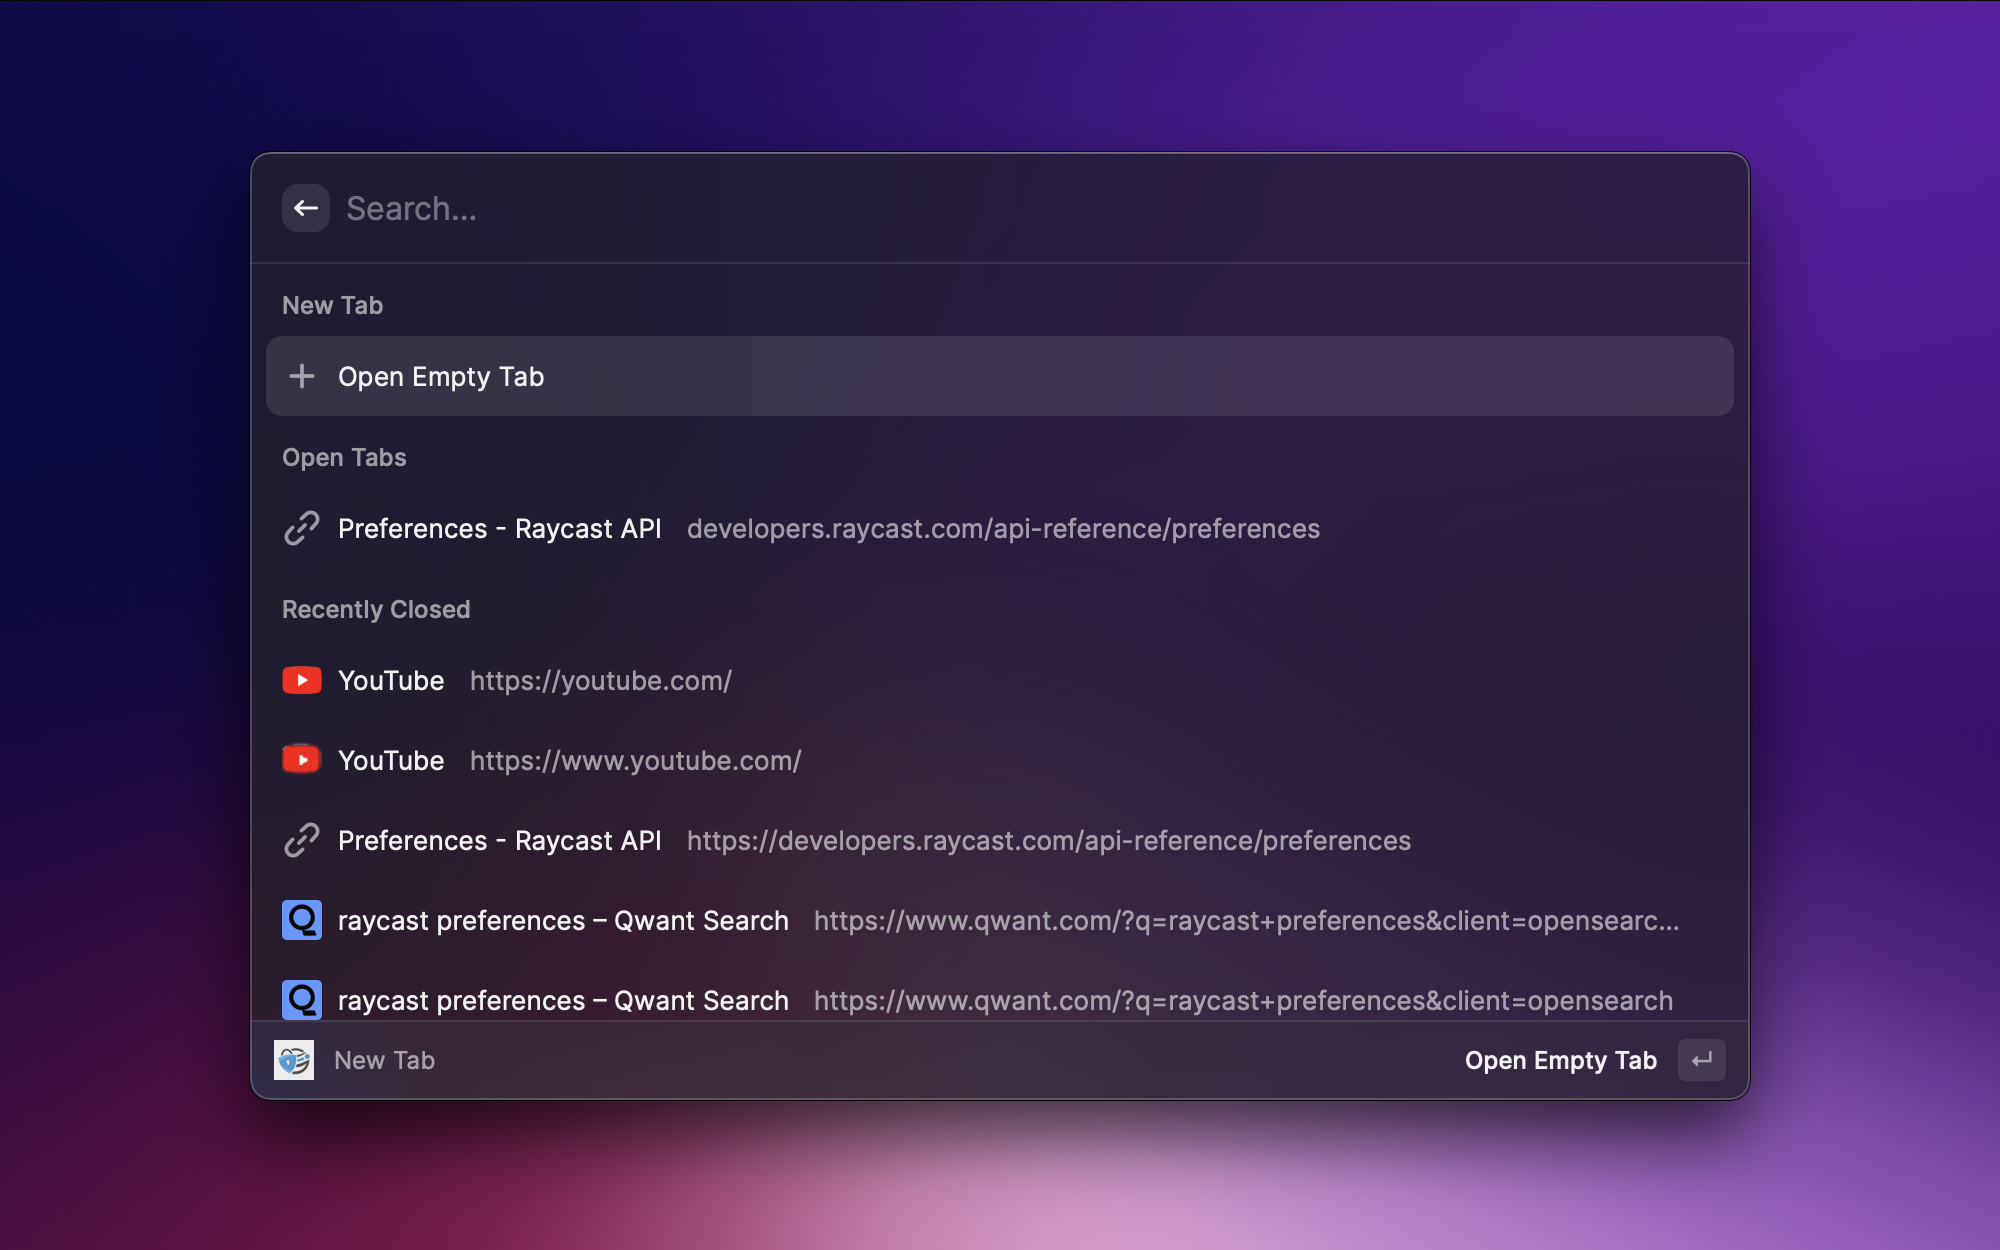 Search...
New Tab
Open Empty Tab
Open Tabs
Preferences - Raycast API developers.raycast.com/api-reference/preferences
Recently Closed
YouTube https://youtube.com/
YouTube https://www.youtube.com/
Preferences - Raycast API https://developers.raycast.com/api-reference/preferences
raycast preferences – Qwant Search https://www.qwant.com/?q=raycast+preferences&client=opensearc...
raycast preferences – Qwant Search https://www.qwant.com/?q=raycast+preferences&client=opensearch
New Tab Open Empty Tab